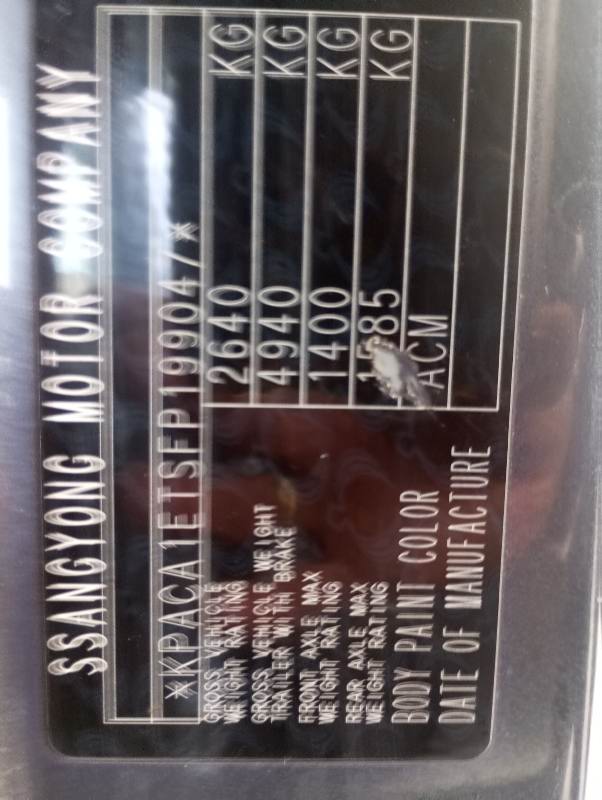 SSANGYONG MOTOR COMPANY
*KPACA1ETSFP199047*
GROSS VEHICLE WEIGHT RATING 2640 KG
GROSS VEHICLE WEIGHT TRAILER WITH BRAKE 4940 KG
FRONT AXLE MAX WEIGHT RATING 1400 KG
REAR AXLE MAX WEIGHT RATING KG
BODY PAINT COLOR ACM
DATE OF MANUFACTURE